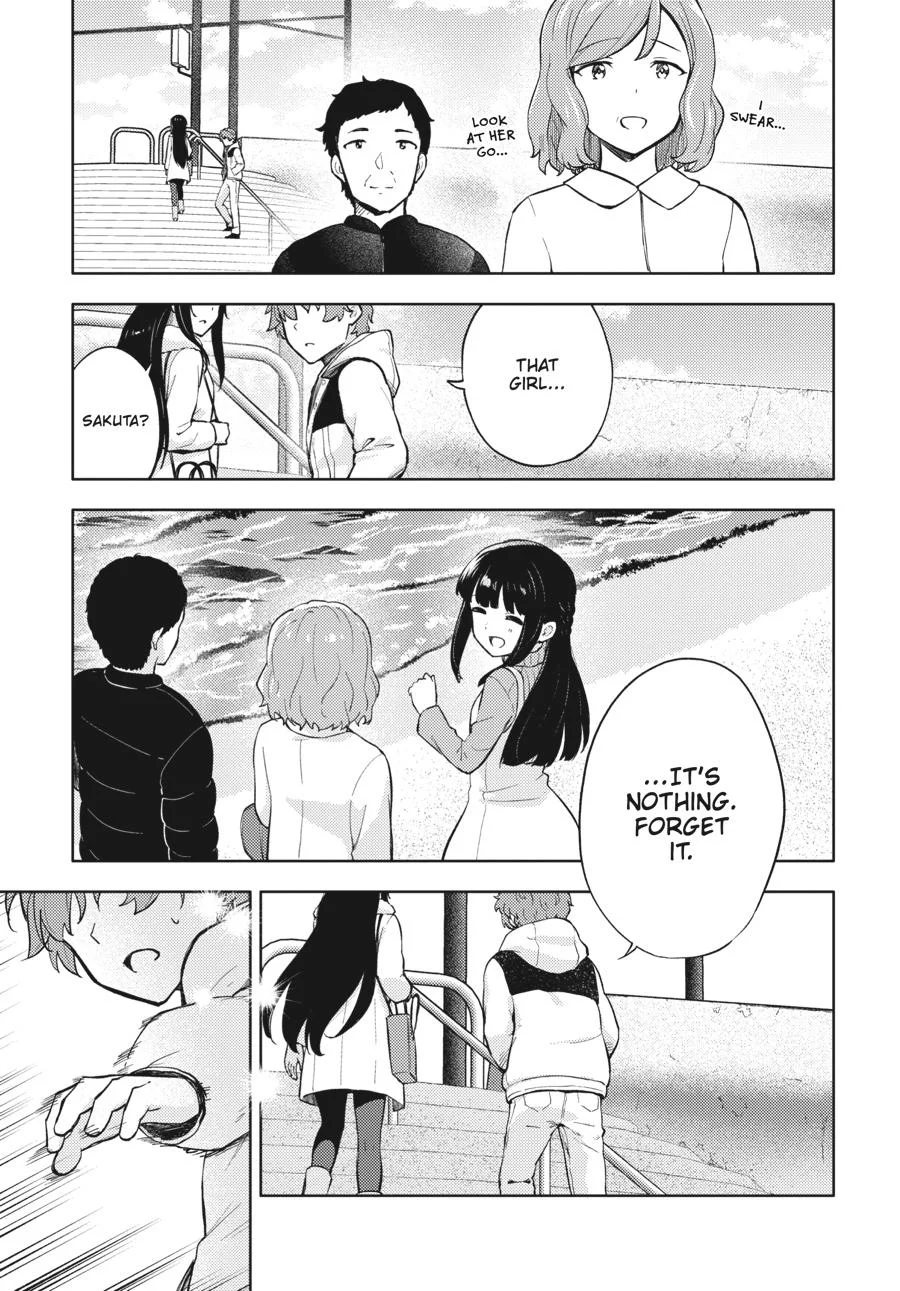 I
SWEAR...
LOOK
AT HER
GO...
THAT
GIRL...
SAKUTA?
...IT'S
NOTHING.
FORGET
IT.